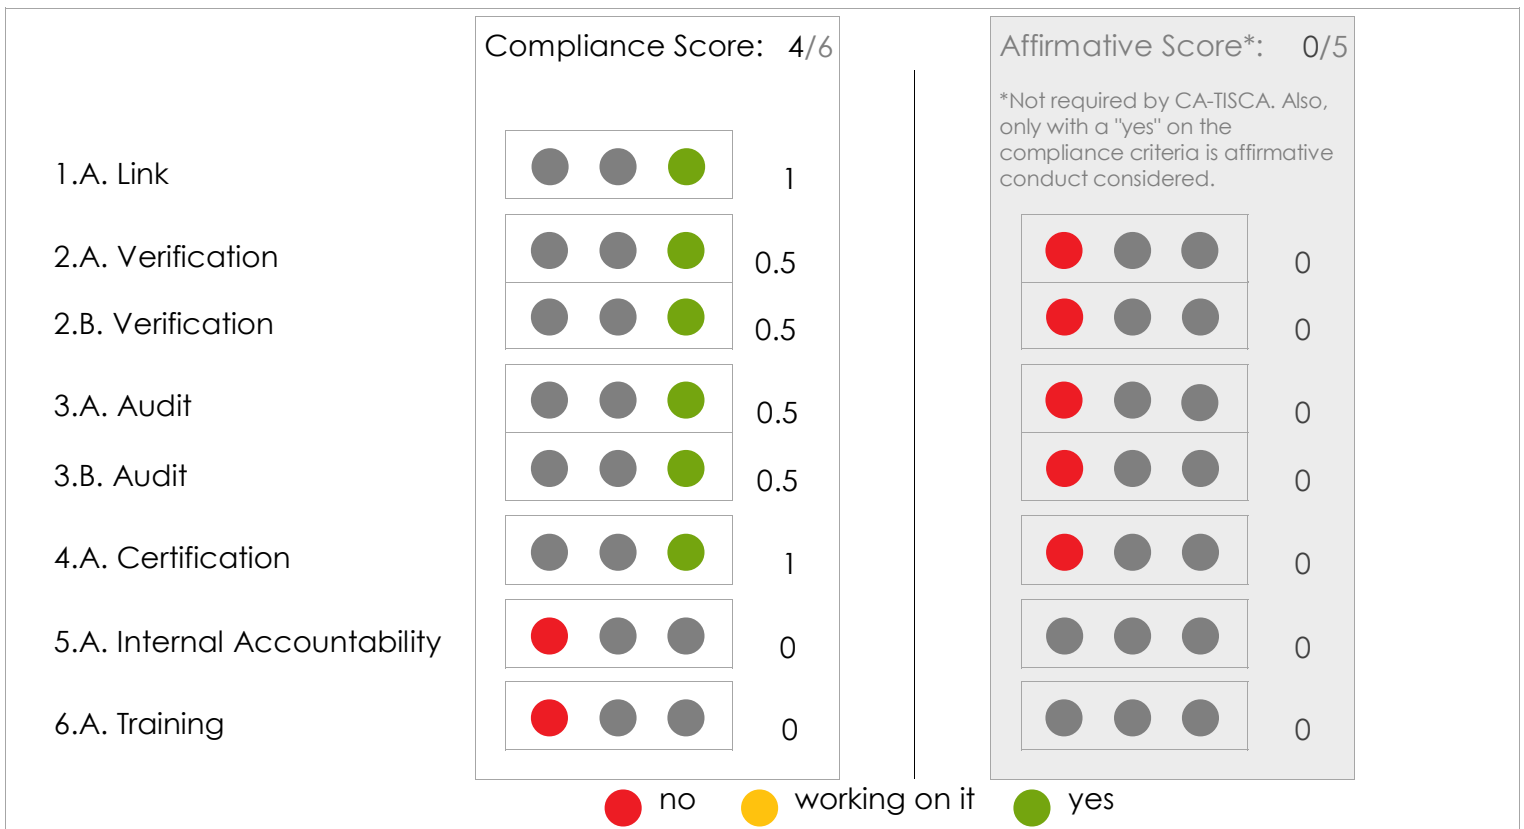 Compliance Score: 4/6
Affirmative Score*: 0/5
*Not required by CA-TISCA. Also,
only with a "yes" on the
compliance criteria is affirmative
conduct considered.
1.A. Link 1
2.A. Verification 0.5 0
2.B. Verification 0.5 0
3.A. Audit 0.5 0
3.B. Audit 0.5 0
4.A. Certification 1 0
5.A. Internal Accountability 0 0
6.A. Training 0 0
no working on it yes